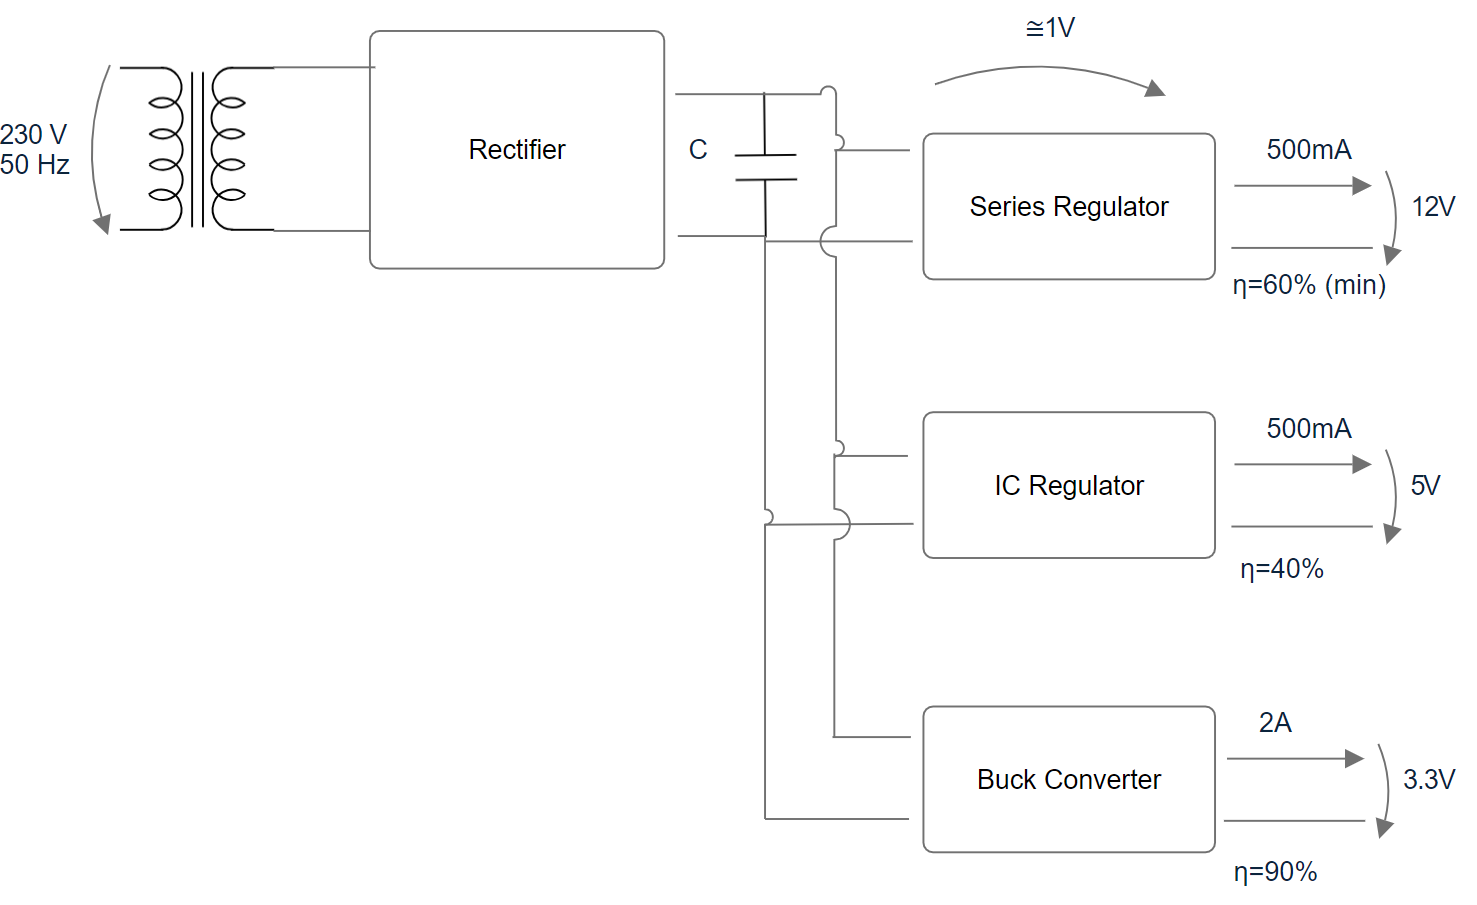 ≅1V
230 V
50 Hz
Rectifier
C
Series Regulator
500mA
12V
η=60% (min)
IC Regulator
500mA
5V
η=40%
Buck Converter
2A
3.3V
η=90%